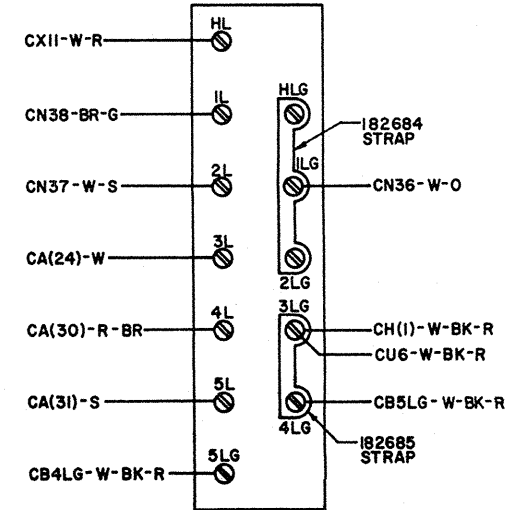 HL
CX11-W-R
1L
HLG
CN38-BR-G
182684
STRAP
1LG
2L
CN37-W-S
CN36-W-O
3L
CA(24)-W
2LG
3LG
4L
CA(30)-R-BR
CH(1)-W-BK-R
CU6-W-BK-R
5L
CA(31)-S
CB5LG-W-BK-R
4LG
182685
STRAP
5LG
CB4LG-W-BK-R